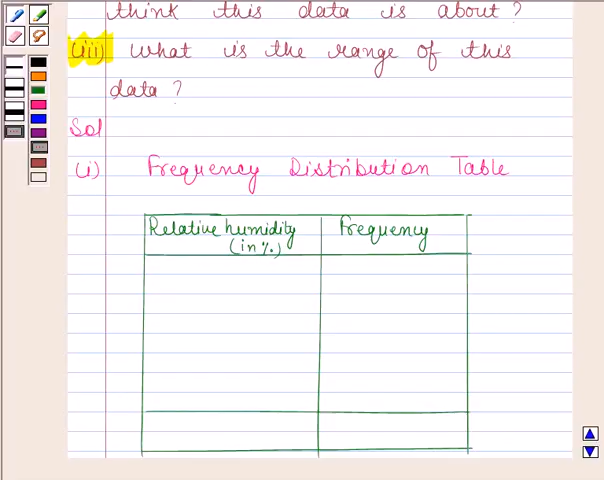 think this data is about?
(iii) What is the range of this
data?
Sol
(i) Frequency Distribution Table
Relative humidity Frequency
(in %.)